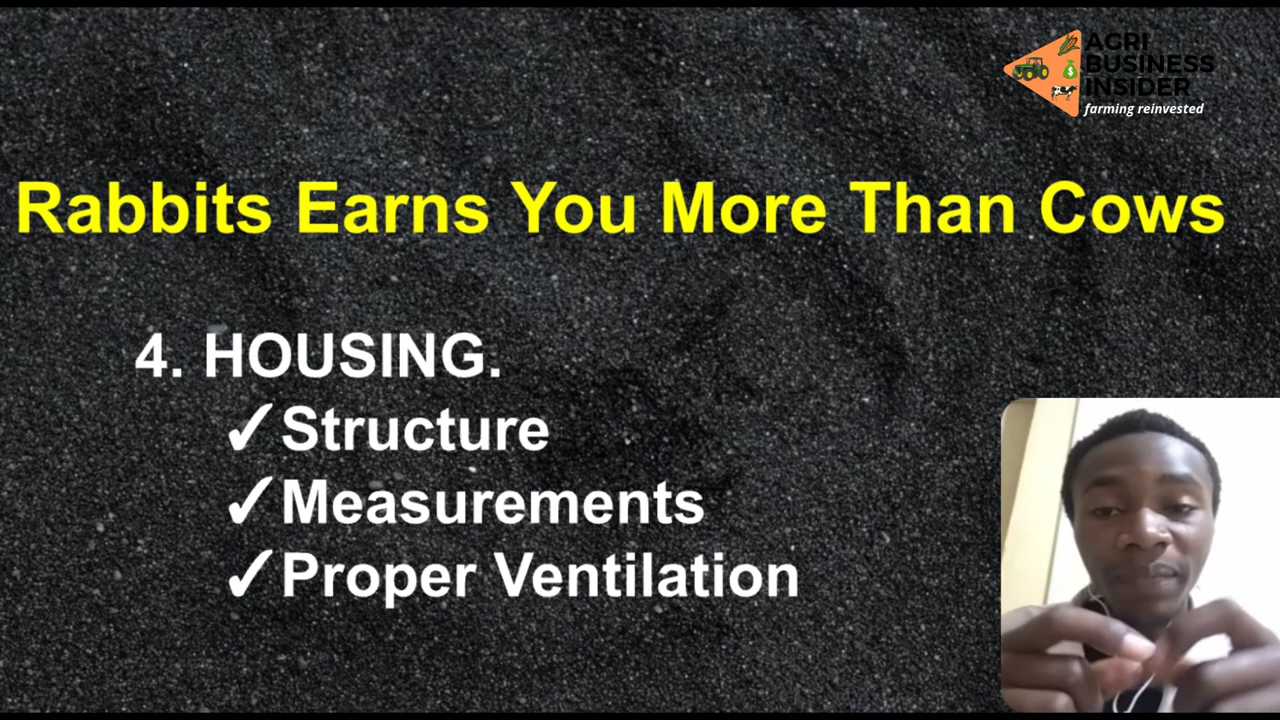 AGRI
BUSINESS
INSIDER
farming reinvested
Rabbits Earns You More Than Cows
4. HOUSING.
✓Structure
✓Measurements
✓Proper Ventilation